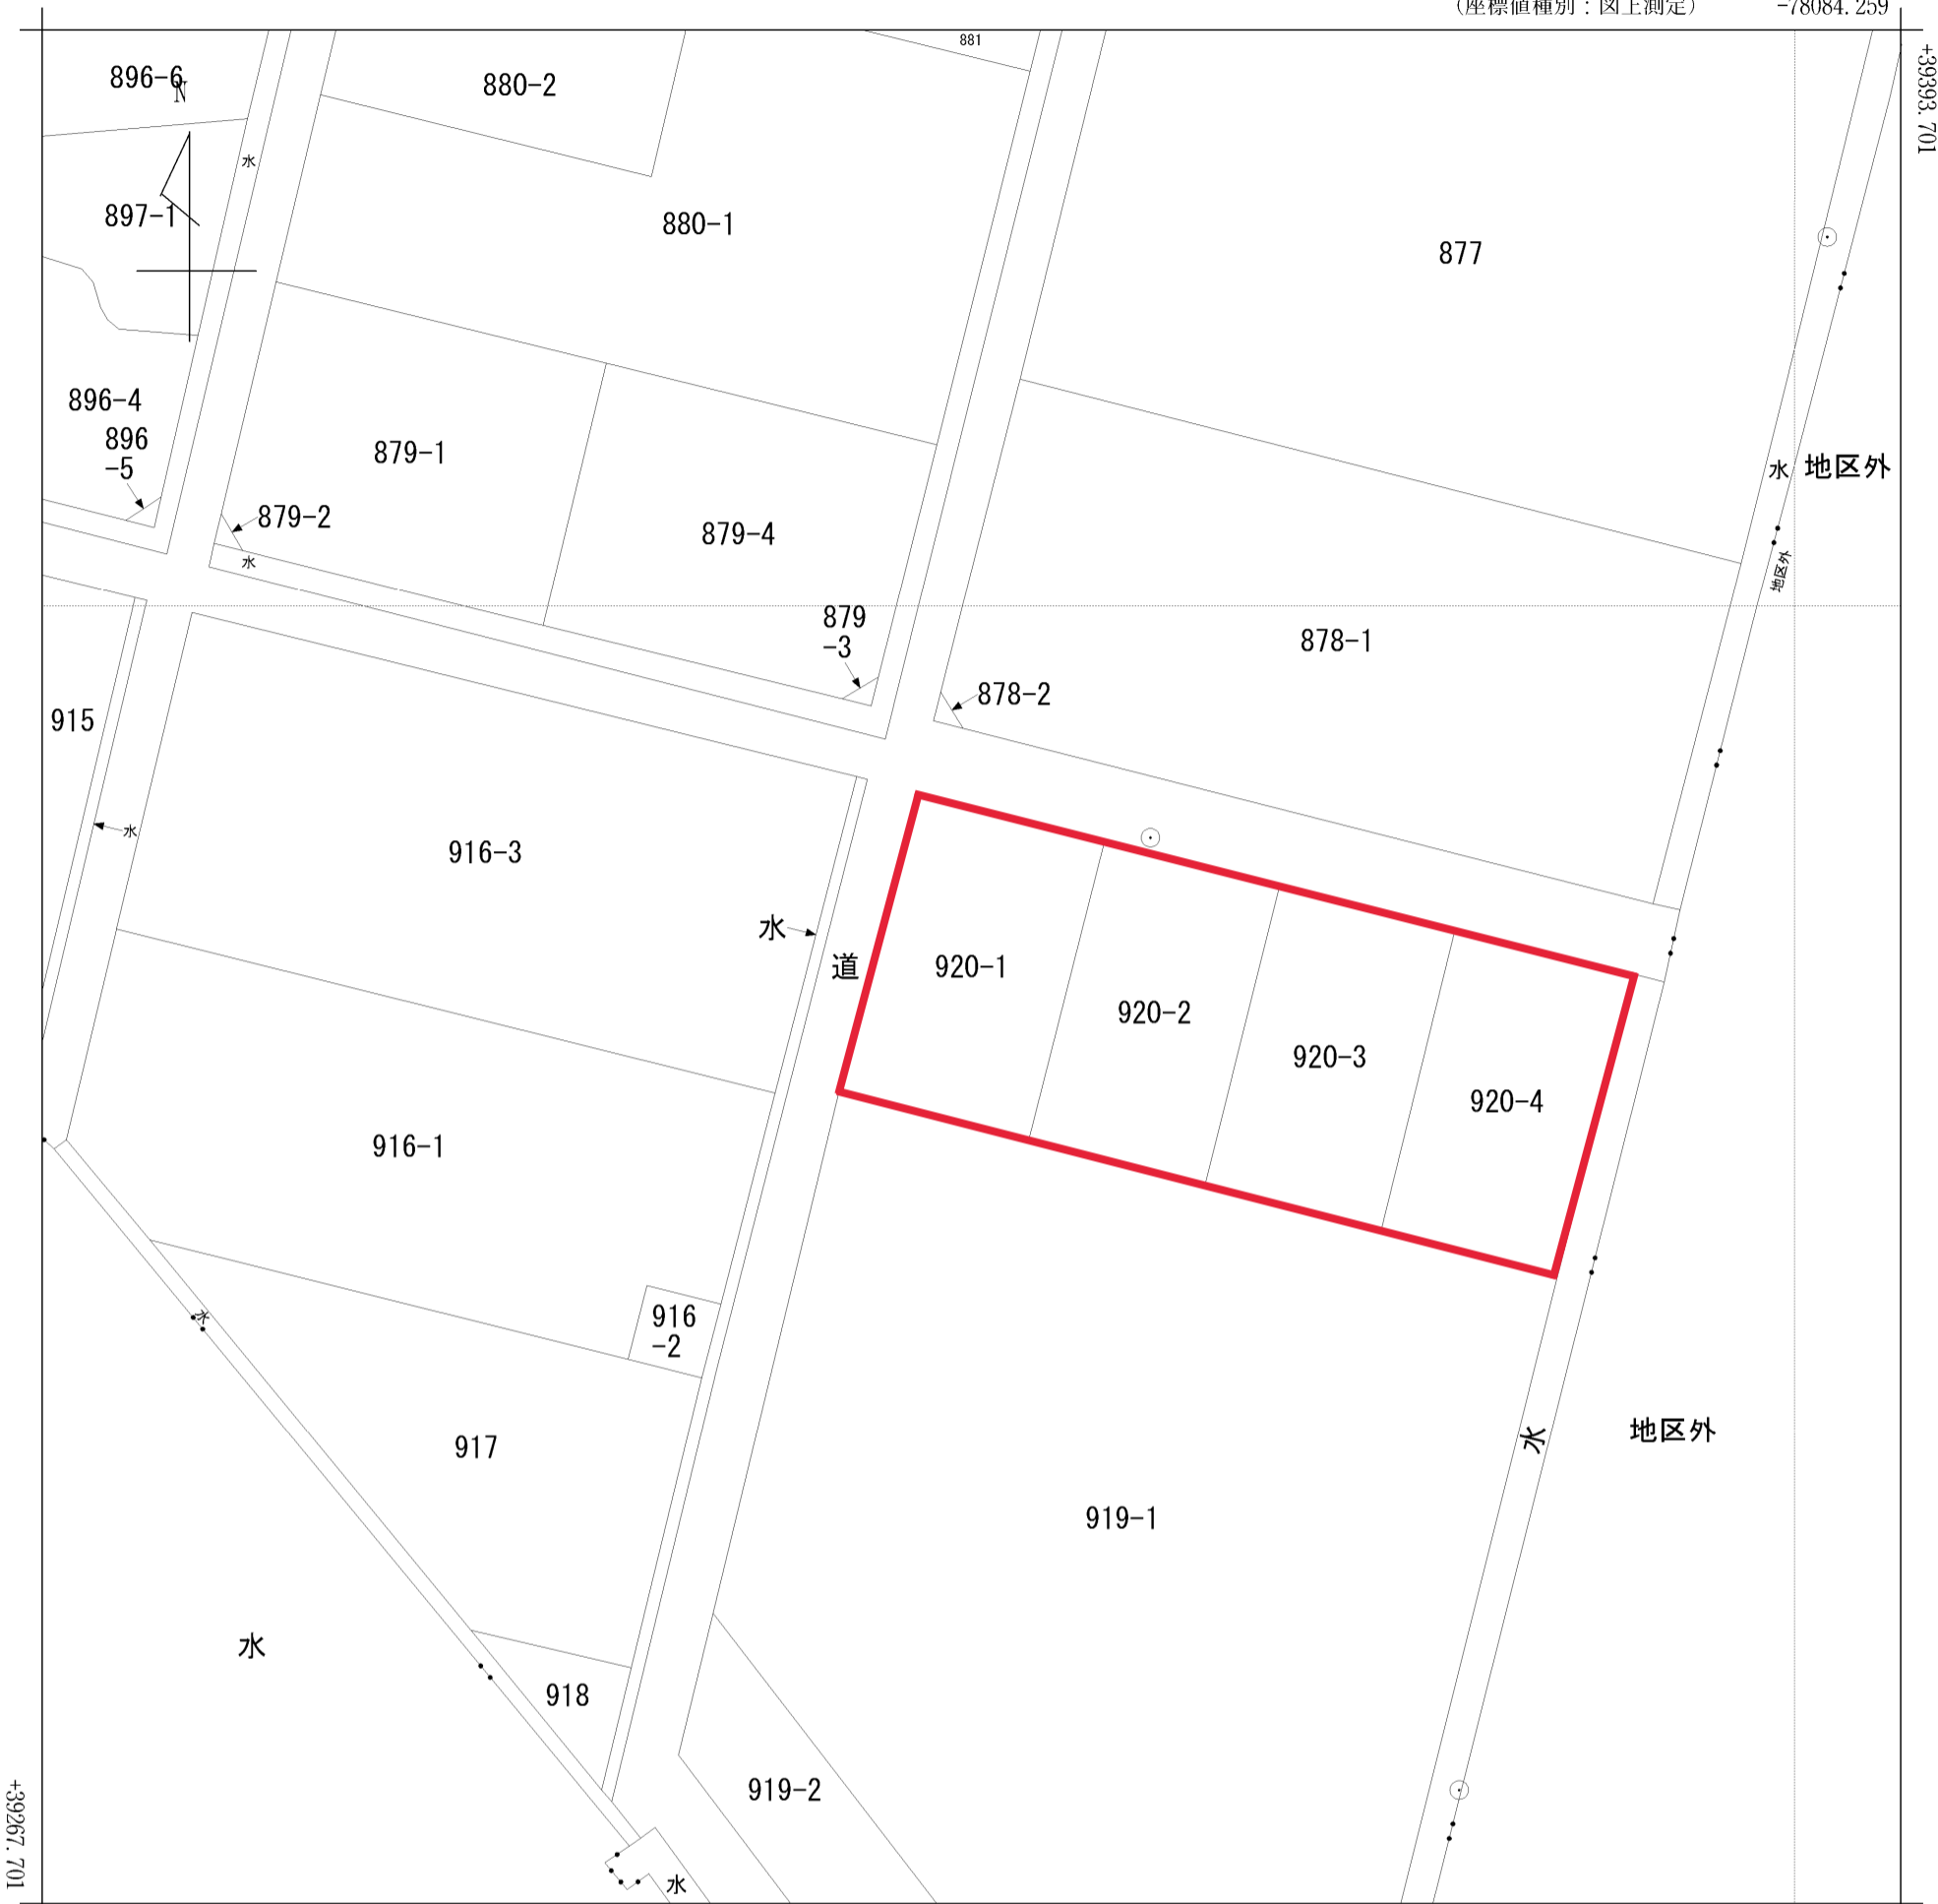 (座標値種別：図上測定) -78084.259
+39393.701
881
896-6
N
880-2
水
897-1
880-1
877
896-4
896
-5
879-1
水
地区外
879-2
水
879-4
地区外
879
-3
878-1
878-2
915
水
916-3
水
道
920-1
920-2
920-3
920-4
916-1
水
916
-2
917
水
地区外
919-1
水
918
919-2
水
+39267.701